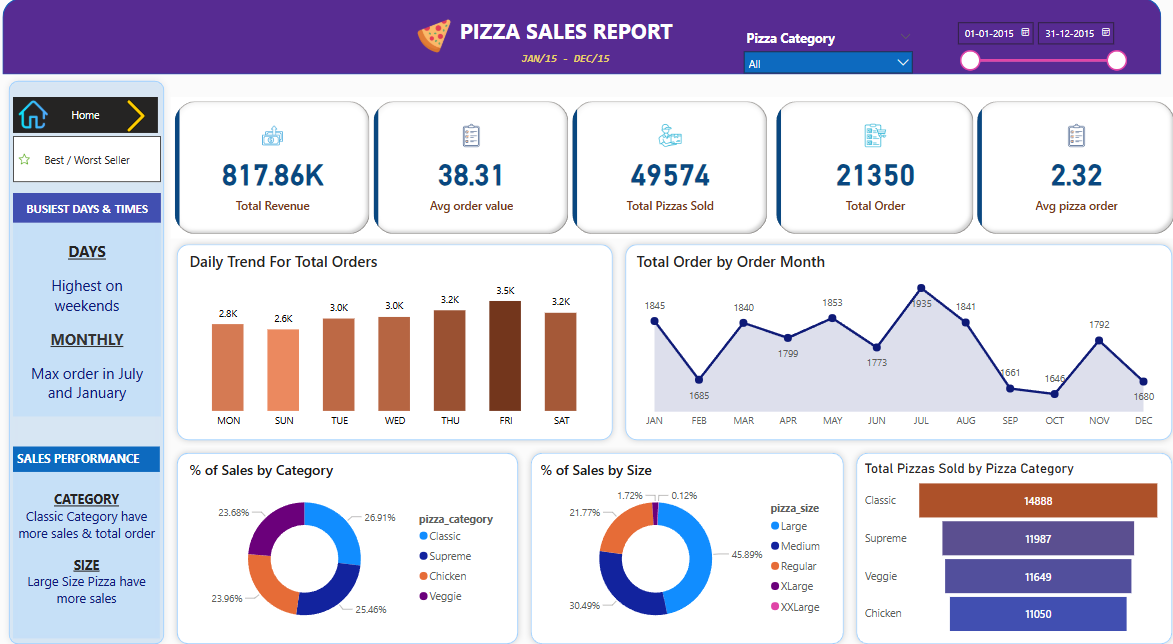 PIZZA SALES REPORT
JAN/15 - DEC/15
Pizza Category
All
01-01-2015
31-12-2015
Home
Best / Worst Seller
BUSIEST DAYS & TIMES
DAYS
Highest on
weekends
MONTHLY
Max order in July
and January
SALES PERFORMANCE
CATEGORY
Classic Category have
more sales & total order
SIZE
Large Size Pizza have
more sales
817.86K
Total Revenue
38.31
Avg order value
49574
Total Pizzas Sold
21350
Total Order
2.32
Avg pizza order
Daily Trend For Total Orders
2.8K
2.6K
3.0K
3.0K
3.2K
3.5K
3.2K
MON
SUN
TUE
WED
THU
FRI
SAT
Total Order by Order Month
1845
1685
1840
1799
1853
1773
1935
1841
1661
1646
1792
1680
JAN
FEB
MAR
APR
MAY
JUN
JUL
AUG
SEP
OCT
NOV
DEC
% of Sales by Category
23.68%
26.91%
23.96%
25.46%
pizza_category
Classic
Supreme
Chicken
Veggie
% of Sales by Size
1.72%
0.12%
21.77%
45.89%
30.49%
pizza_size
Large
Medium
Regular
XLarge
XXLarge
Total Pizzas Sold by Pizza Category
Classic
14888
Supreme
11987
Veggie
11649
Chicken
11050